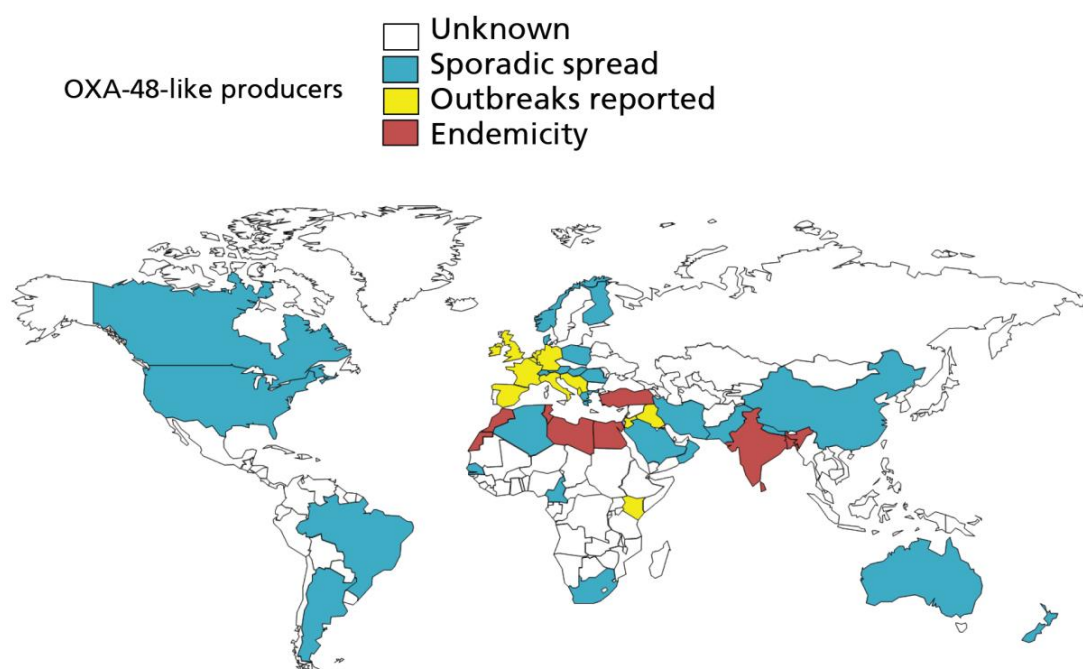 OXA-48-like producers
Unknown
Sporadic spread
Outbreaks reported
Endemicity